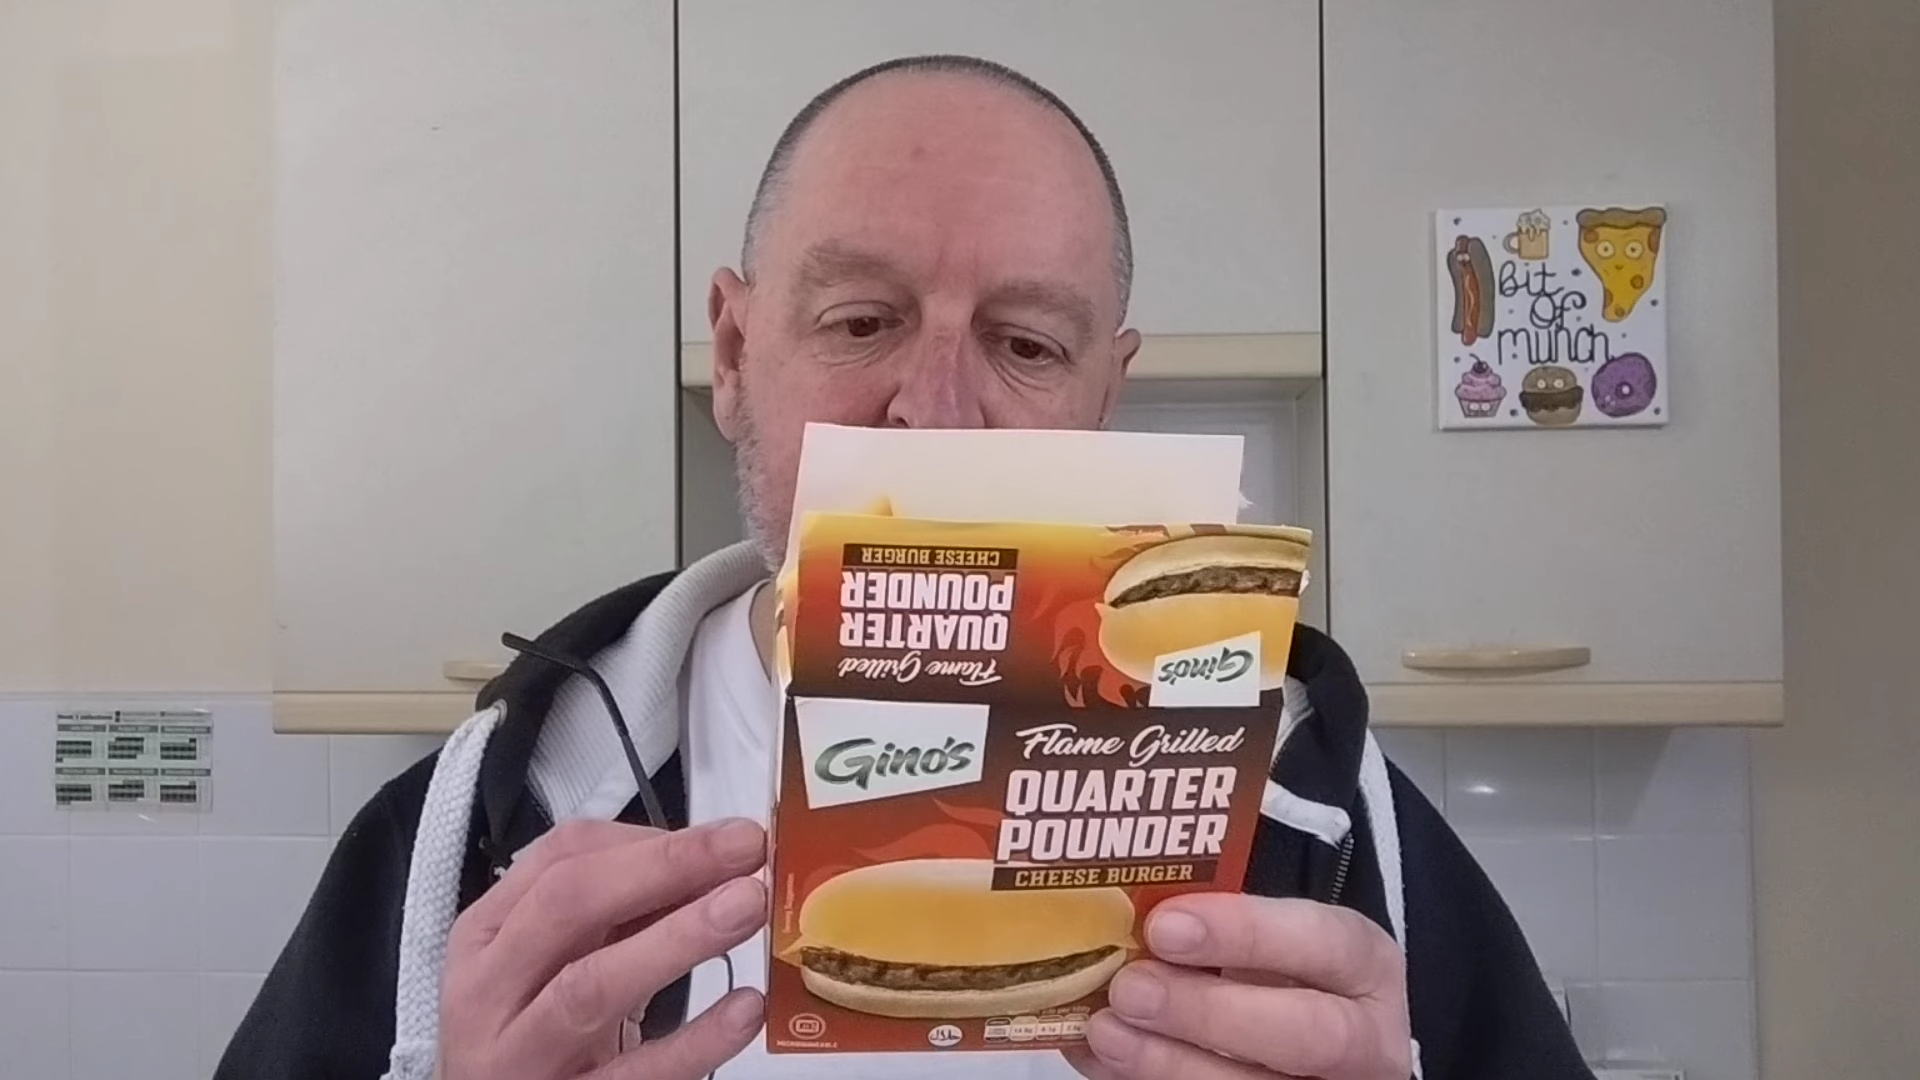 Bit
Of
munch
CHEESE BURGER
QUARTER
POUNDER
Flame Grilled
Gino's
Gino's
Flame Grilled
QUARTER
POUNDER
CHEESE BURGER